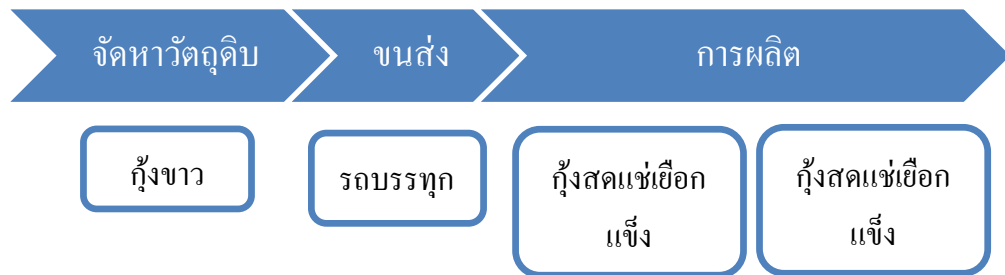 จัดหาวัตถุดิบ
ขนส่ง
การผลิต
กุ้งขาว
รถบรรทุก
กุ้งสดแช่เยือก
แข็ง
กุ้งสดแช่เยือก
แข็ง